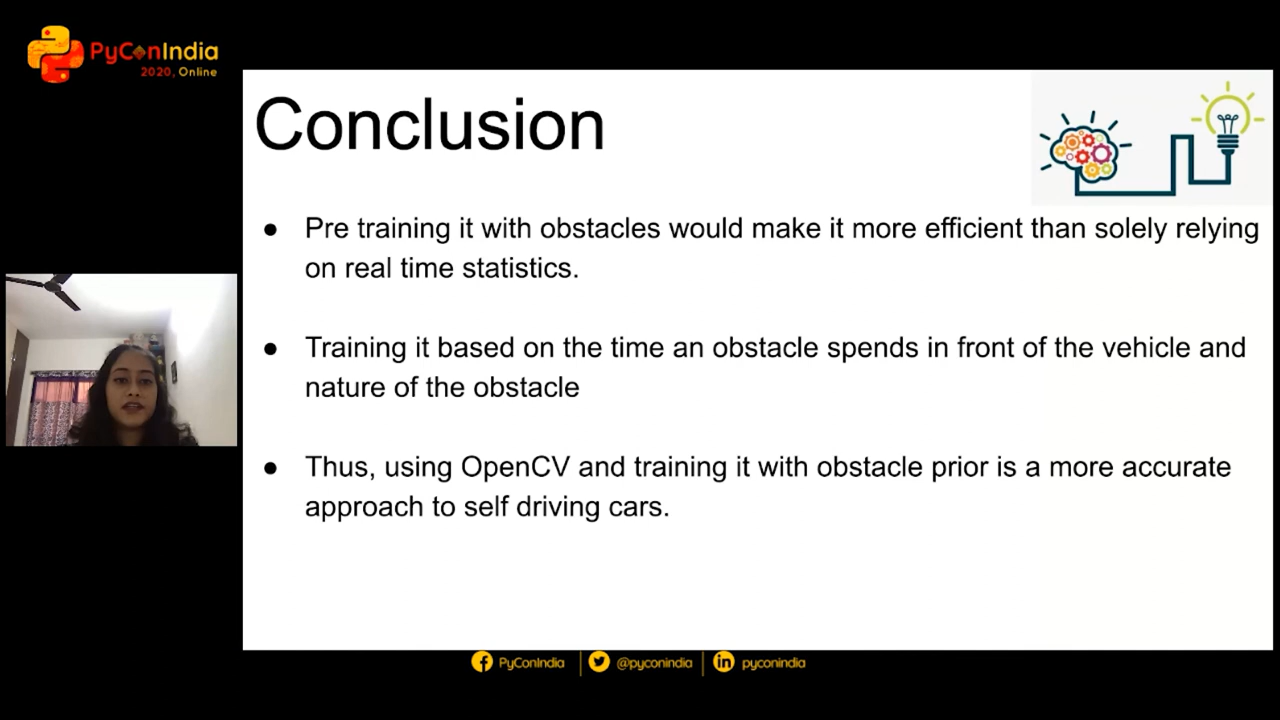 PyConIndia
2020, Online
Conclusion
● Pre training it with obstacles would make it more efficient than solely relying
on real time statistics.
● Training it based on the time an obstacle spends in front of the vehicle and
nature of the obstacle
● Thus, using OpenCV and training it with obstacle prior is a more accurate
approach to self driving cars.
PyConIndia
@pyconindia
pyconindia